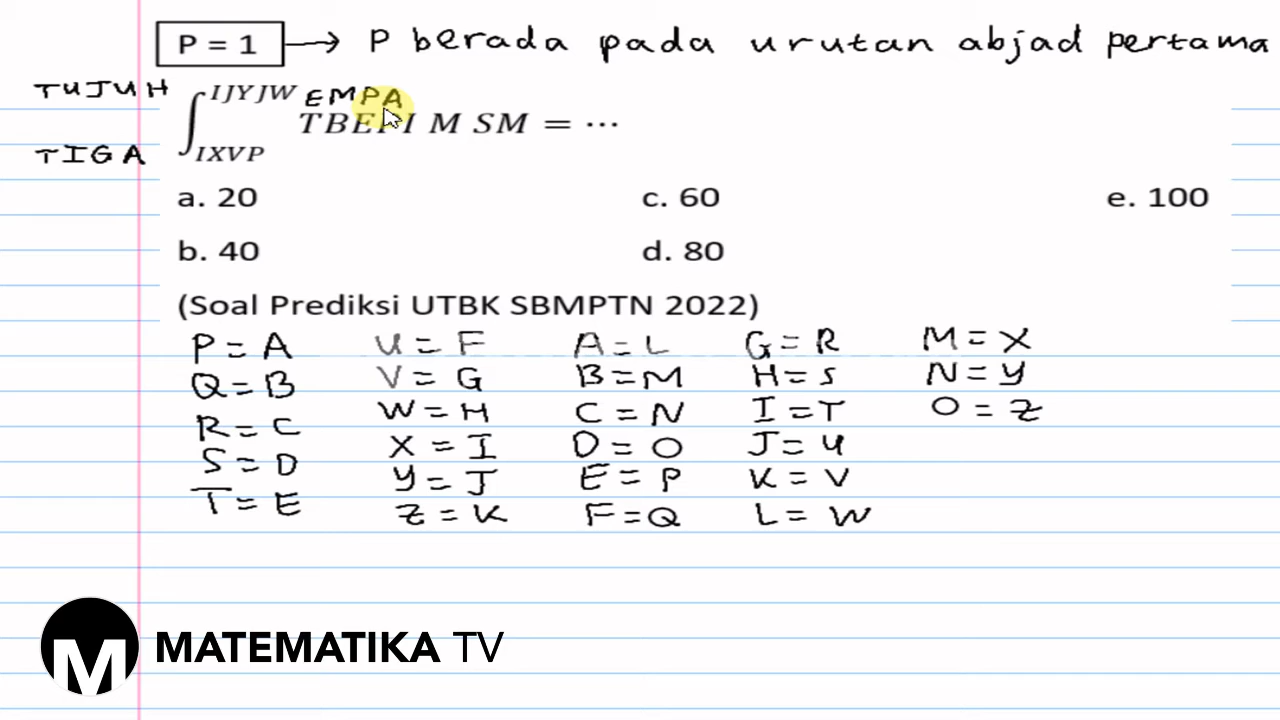 P = 1 → P berada pada urutan abjad pertama
TUJUH IJYJW EMPA
∫ TBEPI M SM = ···
TIGA IXVP
a. 20 c. 60 e. 100
b. 40 d. 80
(Soal Prediksi UTBK SBMPTN 2022)
P = A U = F A = L G = R M = X
Q = B V = G B = M H = S N = Y
R = C W = H C = N I = T O = Z
S = D X = I D = O J = U
T = E Y = J E = P K = V
Z = K F = Q L = W
M MATEMATIKA TV